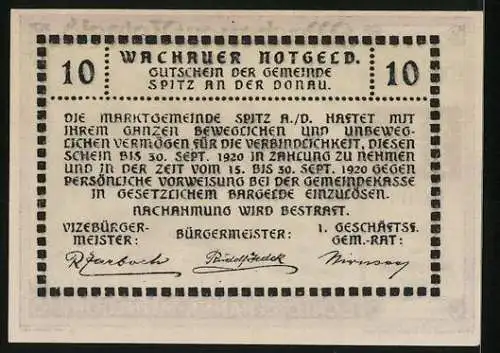 10 WACHAUER NOTGELD. 10
GUTSCHEIN DER GEMEINDE
SPITZ AN DER DONAU.
DIE MARKTGEMEINDE SPITZ A./D. HAFTET MIT
IHREM GANZEN BEWEGLICHEN UND UNBEWEG-
LICHEN VERMÖGEN FÜR DIE VERBINDLICHKEIT, DIESEN
SCHEIN BIS 30. SEPT. 1920 IN ZAHLUNG ZU NEHMEN
UND IN DER ZEIT VOM 15. BIS 30. SEPT. 1920 GEGEN
PERSÖNLICHE VORWEISUNG BEI DER GEMEINDEKASSE
IN GESETZLICHEM BARGELDE EINZULÖSEN.
NACHAHMUNG WIRD BESTRAFT.
VIZEBÜRGER- BÜRGERMEISTER: 1. GESCHÄFTSF.
MEISTER: GEM.-RAT: